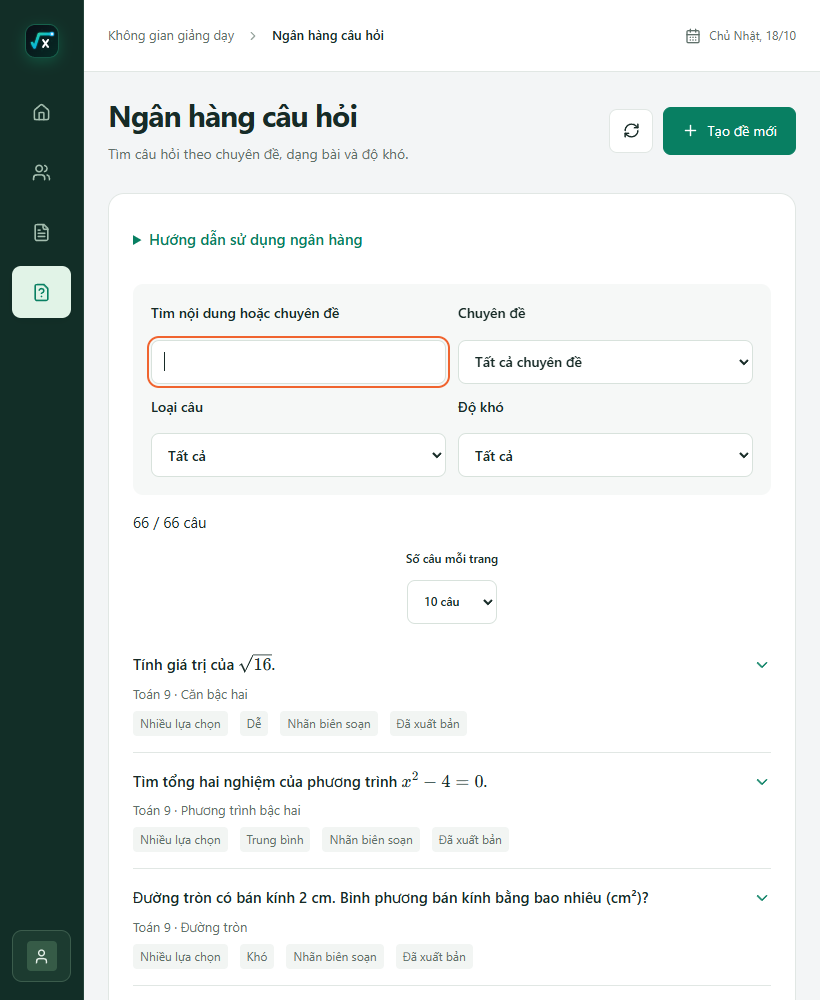 √x
Không gian giảng dạy > Ngân hàng câu hỏi
Chủ Nhật, 18/10
Ngân hàng câu hỏi
Tìm câu hỏi theo chuyên đề, dạng bài và độ khó.
+ Tạo đề mới
Hướng dẫn sử dụng ngân hàng
Tìm nội dung hoặc chuyên đề
Chuyên đề
Tất cả chuyên đề
Loại câu
Độ khó
Tất cả
Tất cả
66 / 66 câu
Số câu mỗi trang
10 câu
Tính giá trị của √16.
Toán 9 · Căn bậc hai
Nhiều lựa chọn Dễ Nhãn biên soạn Đã xuất bản
Tìm tổng hai nghiệm của phương trình x² − 4 = 0.
Toán 9 · Phương trình bậc hai
Nhiều lựa chọn Trung bình Nhãn biên soạn Đã xuất bản
Đường tròn có bán kính 2 cm. Bình phương bán kính bằng bao nhiêu (cm²)?
Toán 9 · Đường tròn
Nhiều lựa chọn Khó Nhãn biên soạn Đã xuất bản